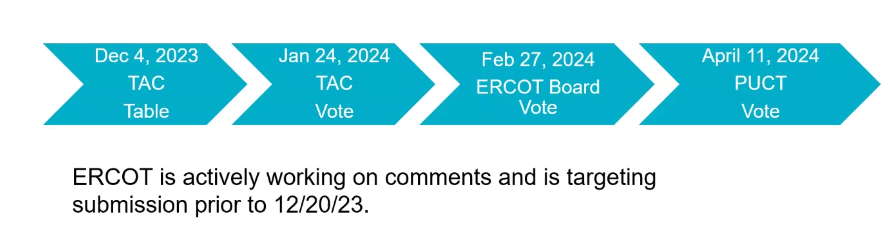 Dec 4, 2023
TAC
Table
Jan 24, 2024
TAC
Vote
Feb 27, 2024
ERCOT Board
Vote
April 11, 2024
PUCT
Vote
ERCOT is actively working on comments and is targeting
submission prior to 12/20/23.